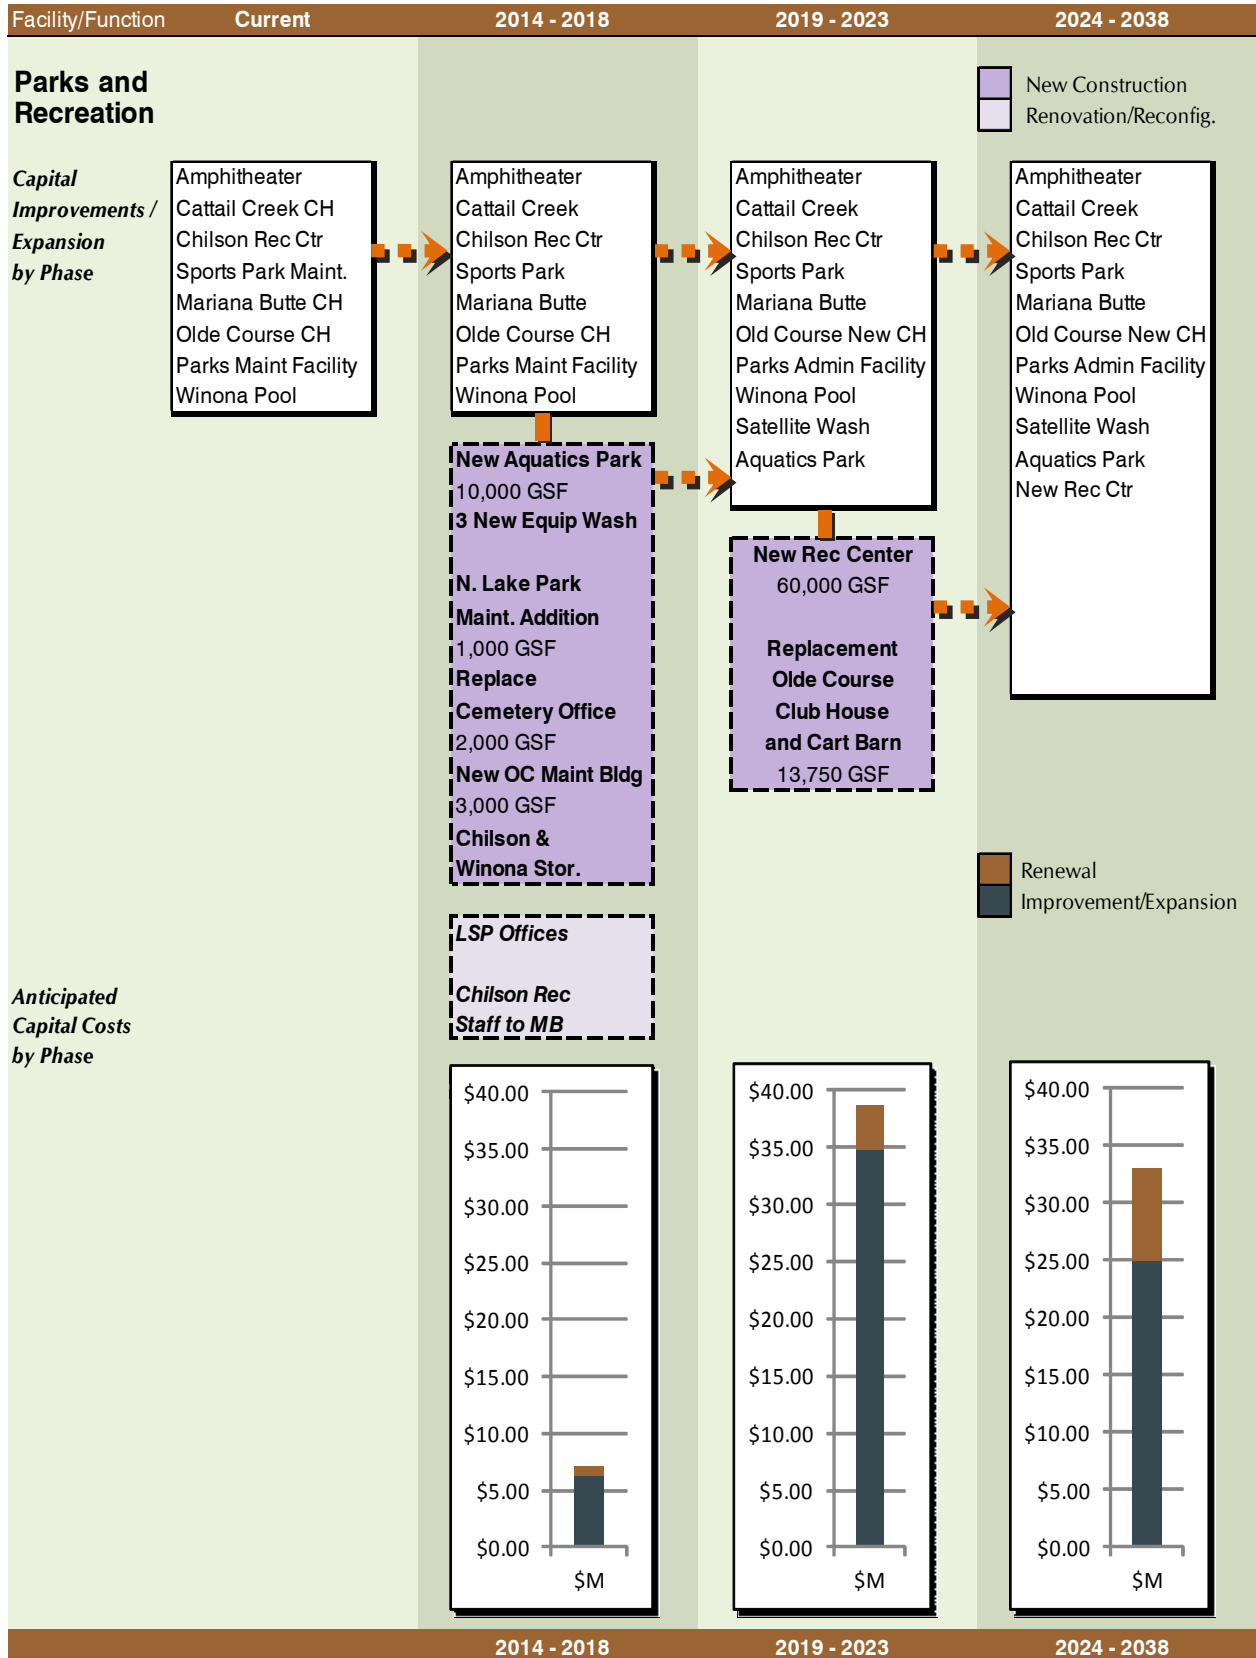 Facility/Function Current 2014 - 2018 2019 - 2023 2024 - 2038
Parks and
Recreation
New Construction
Renovation/Reconfig.
Capital
Improvements /
Expansion
by Phase
Amphitheater
Cattail Creek CH
Chilson Rec Ctr
Sports Park Maint.
Mariana Butte CH
Olde Course CH
Parks Maint Facility
Winona Pool
Amphitheater
Cattail Creek
Chilson Rec Ctr
Sports Park
Mariana Butte
Olde Course CH
Parks Maint Facility
Winona Pool
New Aquatics Park
10,000 GSF
3 New Equip Wash
N. Lake Park
Maint. Addition
1,000 GSF
Replace
Cemetery Office
2,000 GSF
New OC Maint Bldg
3,000 GSF
Chilson &
Winona Stor.
LSP Offices
Chilson Rec
Staff to MB
Amphitheater
Cattail Creek
Chilson Rec Ctr
Sports Park
Mariana Butte
Old Course New CH
Parks Admin Facility
Winona Pool
Satellite Wash
Aquatics Park
New Rec Center
60,000 GSF
Replacement
Olde Course
Club House
and Cart Barn
13,750 GSF
Amphitheater
Cattail Creek
Chilson Rec Ctr
Sports Park
Mariana Butte
Old Course New CH
Parks Admin Facility
Winona Pool
Satellite Wash
Aquatics Park
New Rec Ctr
Renewal
Improvement/Expansion
Anticipated
Capital Costs
by Phase
$40.00
$35.00
$30.00
$25.00
$20.00
$15.00
$10.00
$5.00
$0.00
$M
$40.00
$35.00
$30.00
$25.00
$20.00
$15.00
$10.00
$5.00
$0.00
$M
$40.00
$35.00
$30.00
$25.00
$20.00
$15.00
$10.00
$5.00
$0.00
$M
2014 - 2018 2019 - 2023 2024 - 2038